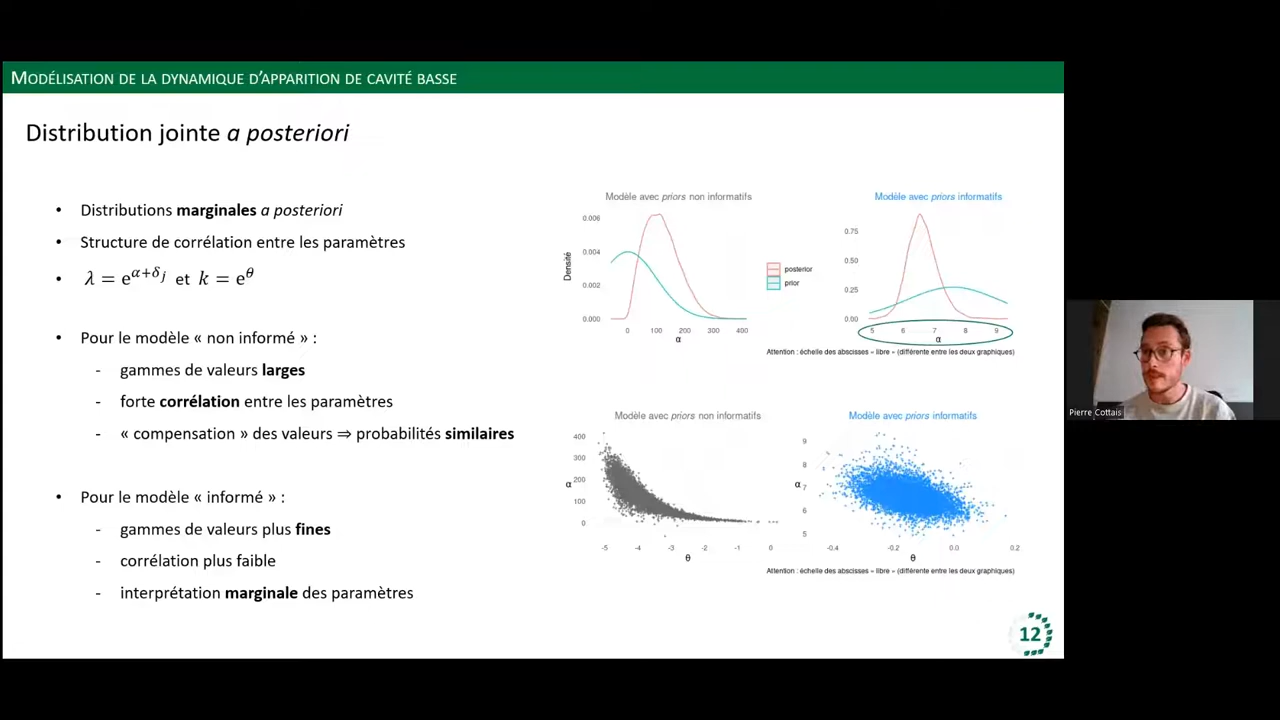 MODÉLISATION DE LA DYNAMIQUE D'APPARITION DE CAVITÉ BASSE
Distribution jointe a posteriori
• Distributions marginales a posteriori
• Structure de corrélation entre les paramètres
• λ = e^{α+δ_j} et k = e^θ
• Pour le modèle « non informé » :
- gammes de valeurs larges
- forte corrélation entre les paramètres
- « compensation » des valeurs ⇒ probabilités similaires
• Pour le modèle « informé » :
- gammes de valeurs plus fines
- corrélation plus faible
- interprétation marginale des paramètres
Modèle avec priors non informatifs
Densité
0.006
0.004
0.002
0.000
0 100 200 300 400
α
posterior
prior
Modèle avec priors informatifs
0.75
0.50
0.25
0.00
5 6 7 8 9
α
Attention : échelle des abscisses « libre » (différente entre les deux graphiques)
Modèle avec priors non informatifs
α
400
300
200
100
0
-5 -4 -3 -2 -1 0
θ
Modèle avec priors informatifs
α
9
8
7
6
5
-0.4 -0.2 0.0 0.2
θ
Attention : échelle des abscisses « libre » (différente entre les deux graphiques)
12
Pierre Cottais